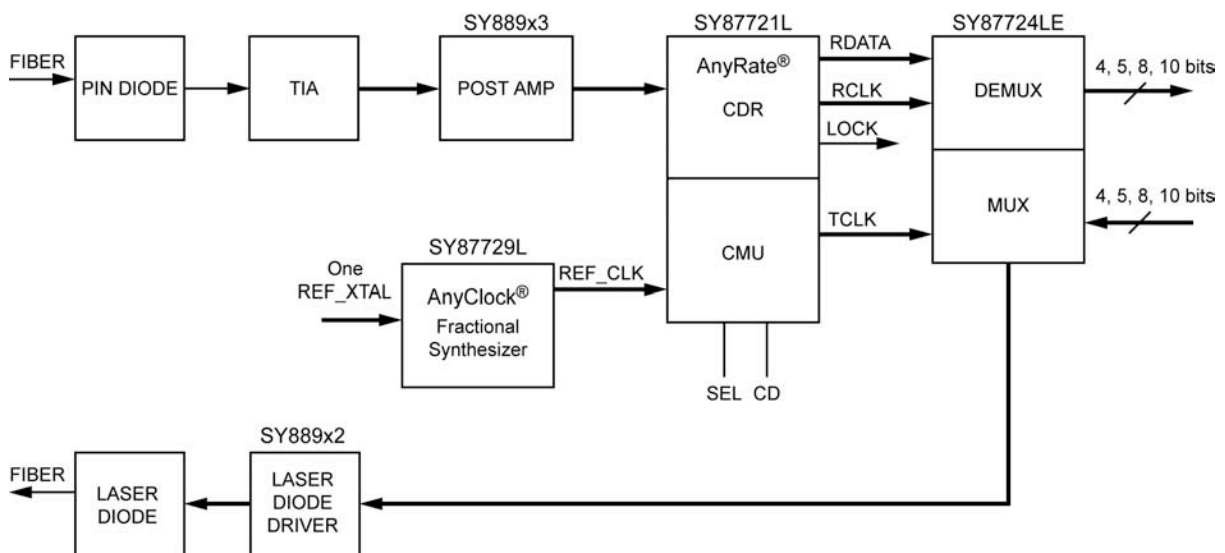 SY889x3
SY87721L
SY87724LE
FIBER
PIN DIODE
TIA
POST AMP
AnyRate®
CDR
RDATA
RCLK
LOCK
DEMUX
4, 5, 8, 10 bits
CMU
TCLK
MUX
4, 5, 8, 10 bits
SY87729L
One
REF_XTAL
AnyClock®
Fractional
Synthesizer
REF_CLK
SEL
CD
SY889x2
FIBER
LASER
DIODE
LASER
DIODE
DRIVER